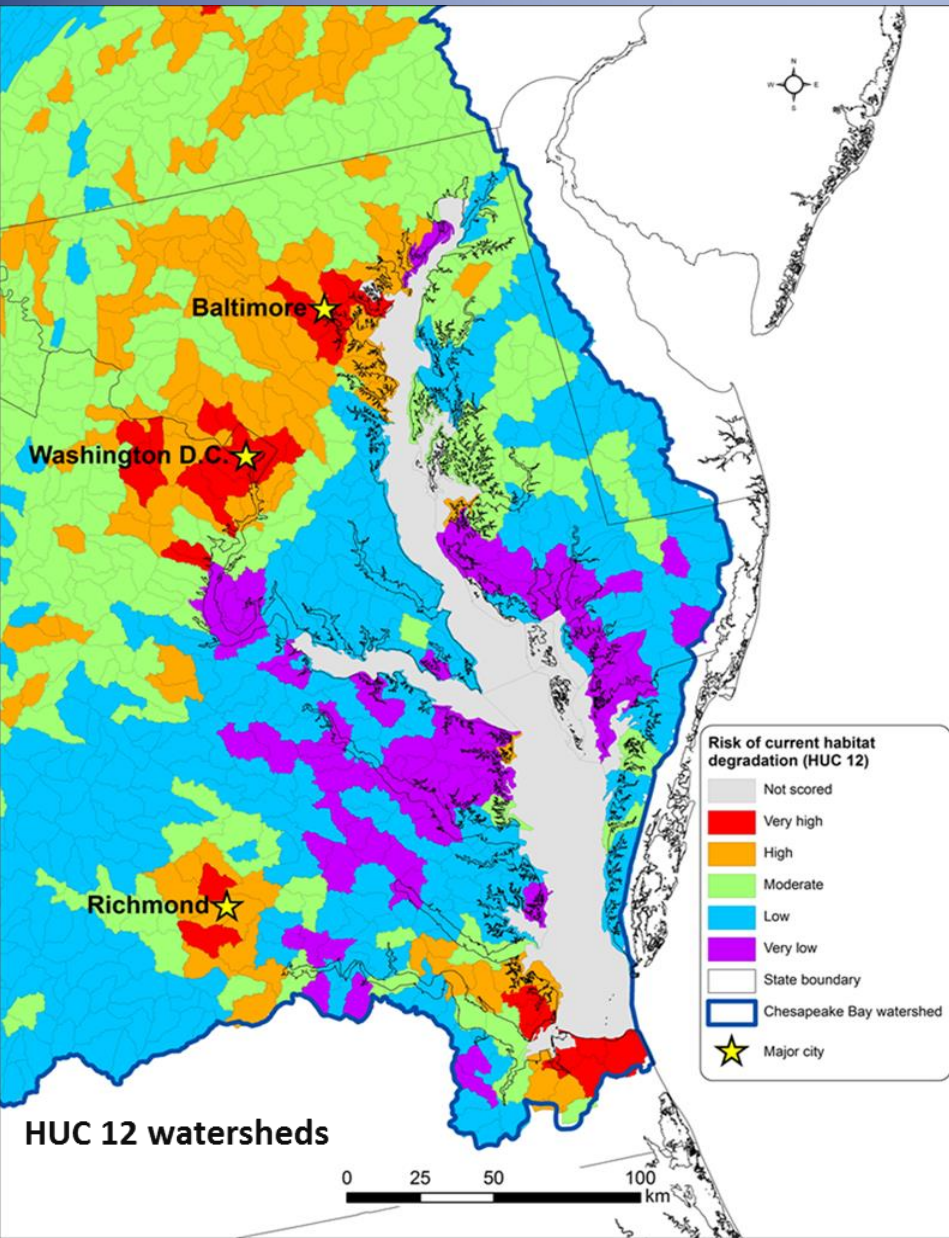 N
W E
S
Baltimore
Washington D.C.
Richmond
Risk of current habitat
degradation (HUC 12)
Not scored
Very high
High
Moderate
Low
Very low
State boundary
Chesapeake Bay watershed
Major city
HUC 12 watersheds
0 25 50 100
km